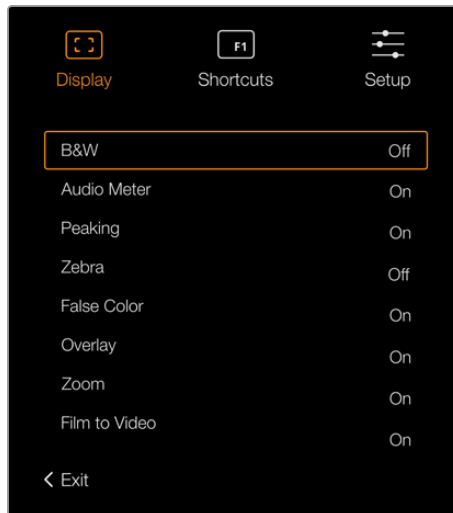 F1
Display Shortcuts Setup
B&W Off
Audio Meter On
Peaking On
Zebra Off
False Color On
Overlay On
Zoom On
Film to Video On
Exit